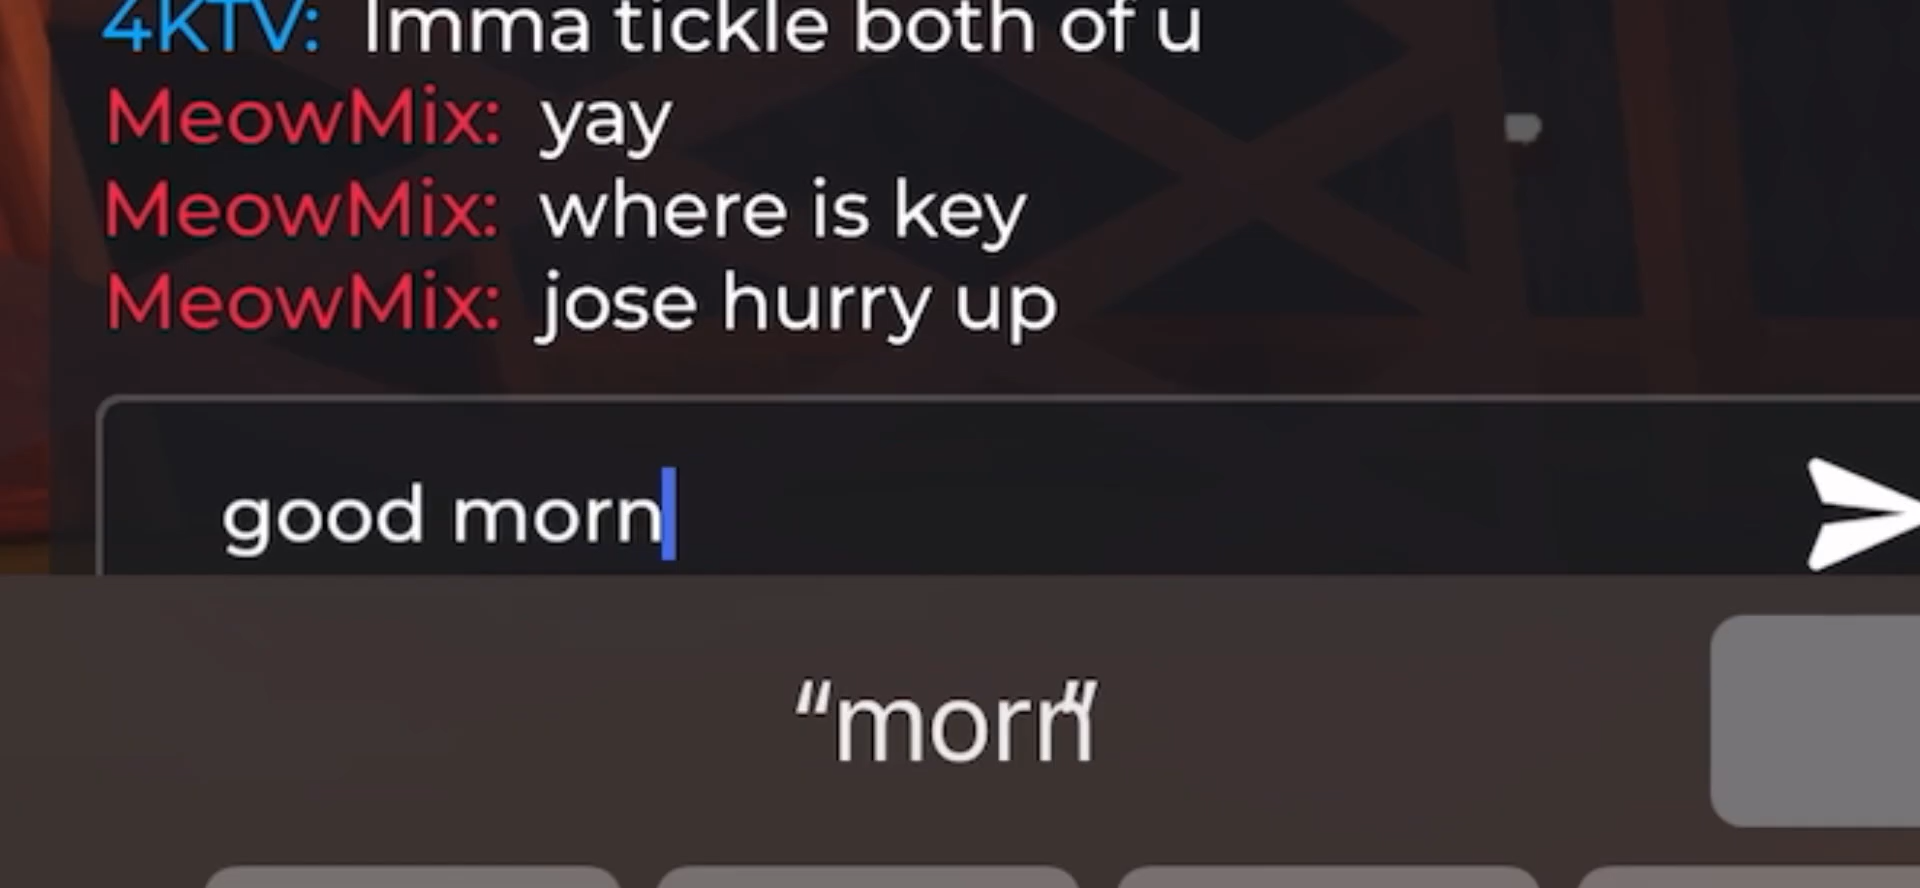 4KTV: Imma tickle both of u
MeowMix: yay
MeowMix: where is key
MeowMix: jose hurry up
good morn
“morn”